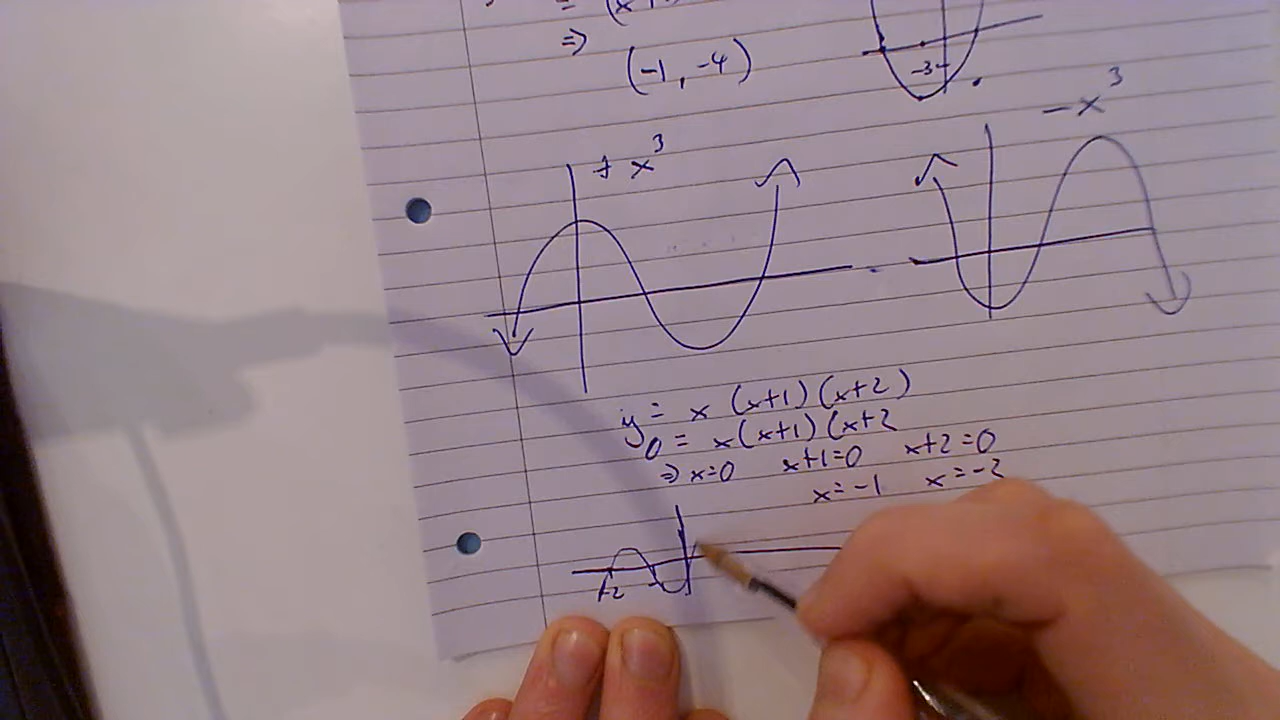 ⇒
(-1, -4)
-3
+ x³
- x³
y = x (x+1)(x+2)
0 = x(x+1)(x+2
⇒ x=0 x+1=0 x+2=0
x=-1 x=-2
-2